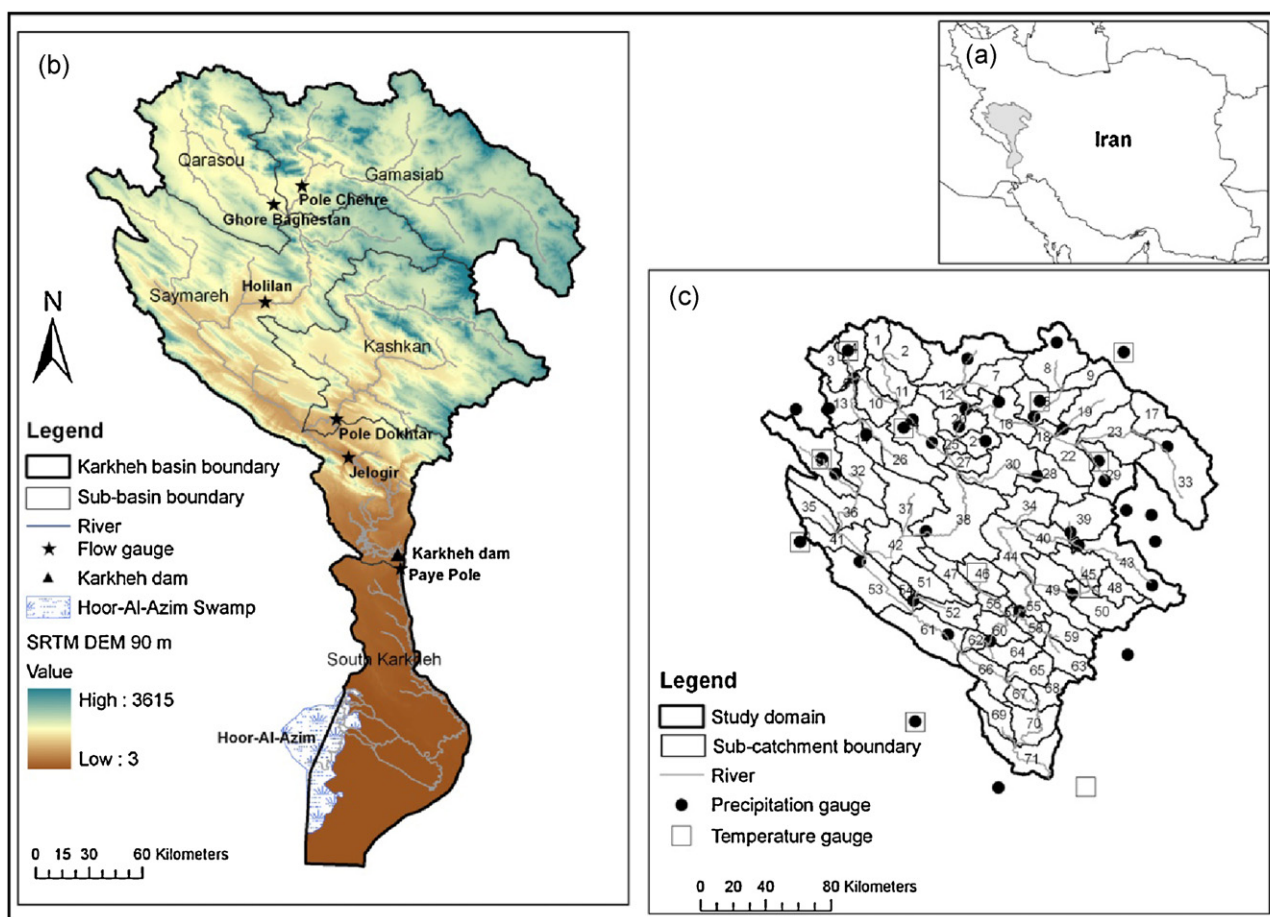 (b)
Qarasou
Gamasiab
Pole Chehre
Ghore Baghestan
Saymareh
Holilan
N
Kashkan
Pole Dokhtar
Jelogir
Karkheh dam
Paye Pole
South Karkheh
Hoor-Al-Azim
Legend
Karkheh basin boundary
Sub-basin boundary
River
Flow gauge
Karkheh dam
Hoor-Al-Azim Swamp
SRTM DEM 90 m
Value
High : 3615
Low : 3
0 15 30 60 Kilometers
(a)
Iran
(c)
1
2
3
7
8
9
13
10
11
12
16
19
17
18
23
25
26
27
22
30
28
29
33
32
35
36
37
38
34
39
41
42
40
43
44
53
51
47
46
49
45
48
52
50
55
61
60
59
62
64
63
66
65
67
68
69
70
71
Legend
Study domain
Sub-catchment boundary
River
Precipitation gauge
Temperature gauge
0 20 40 80 Kilometers